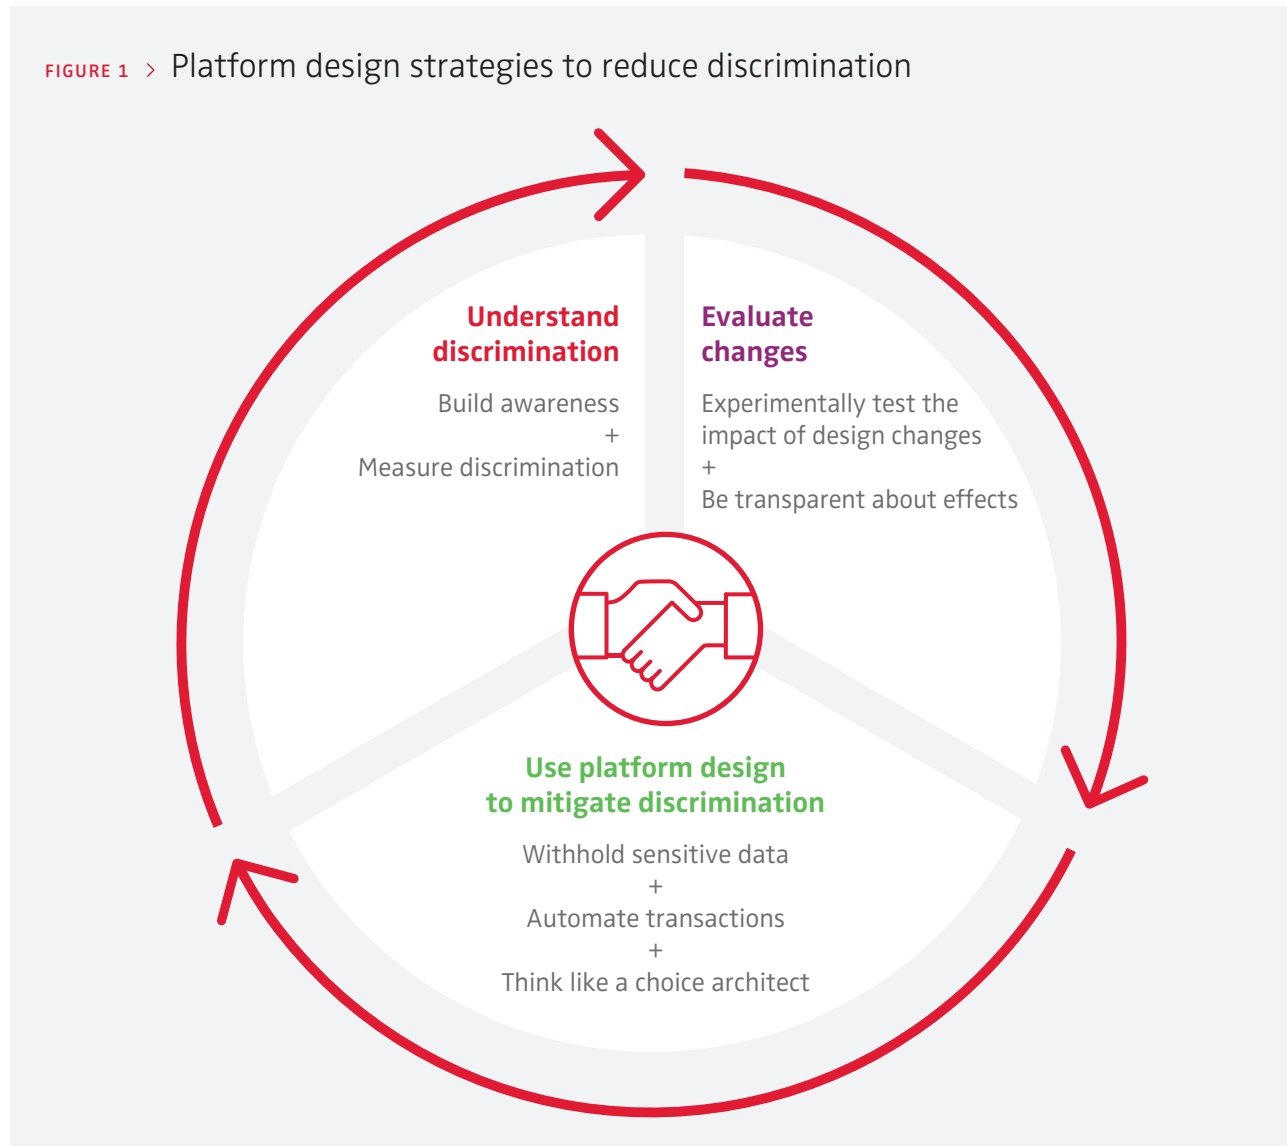 FIGURE 1 > Platform design strategies to reduce discrimination
Understand
discrimination
Build awareness
+
Measure discrimination
Evaluate
changes
Experimentally test the
impact of design changes
+
Be transparent about effects
Use platform design
to mitigate discrimination
Withhold sensitive data
+
Automate transactions
+
Think like a choice architect